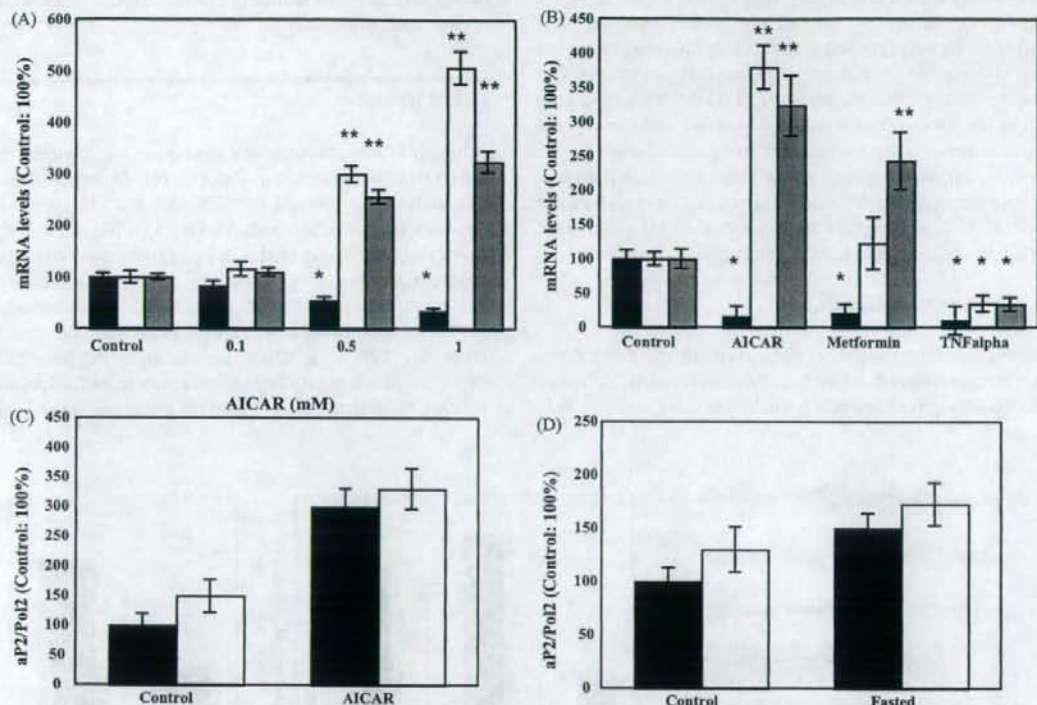 (A)
mRNA levels (Control: 100%)
600
500
400
300
200
100
0
** ** ** **
* *
Control 0.1 0.5 1
AICAR (mM)
(B)
mRNA levels (Control: 100%)
450
400
350
300
250
200
150
100
50
0
** ** **
* * * * *
Control AICAR Metformin TNFalpha
(C)
aP2/Pol2 (Control: 100%)
450
400
350
300
250
200
150
100
50
0
Control AICAR
(D)
aP2/Pol2 (Control: 100%)
250
200
150
100
50
0
Control Fasted